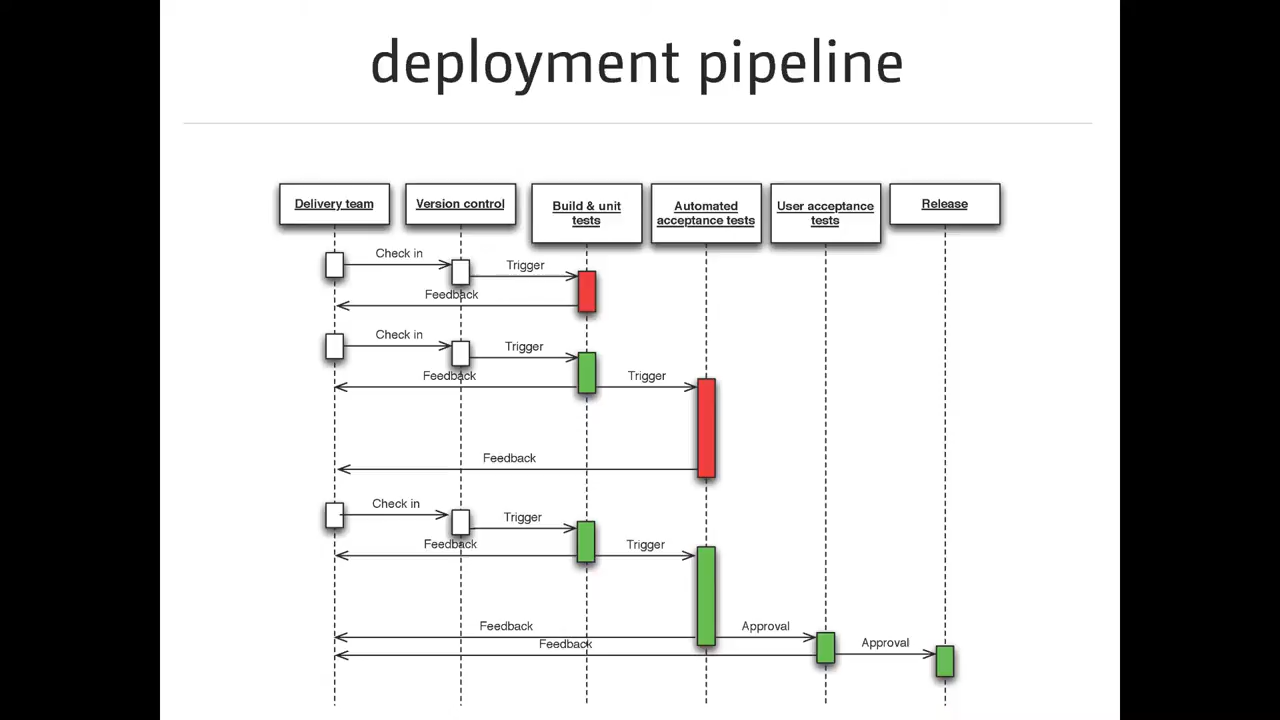 deployment pipeline
Delivery team
Version control
Build & unit
tests
Automated
acceptance tests
User acceptance
tests
Release
Check in
Trigger
Feedback
Check in
Trigger
Feedback
Trigger
Feedback
Check in
Trigger
Feedback
Trigger
Feedback
Approval
Feedback
Approval